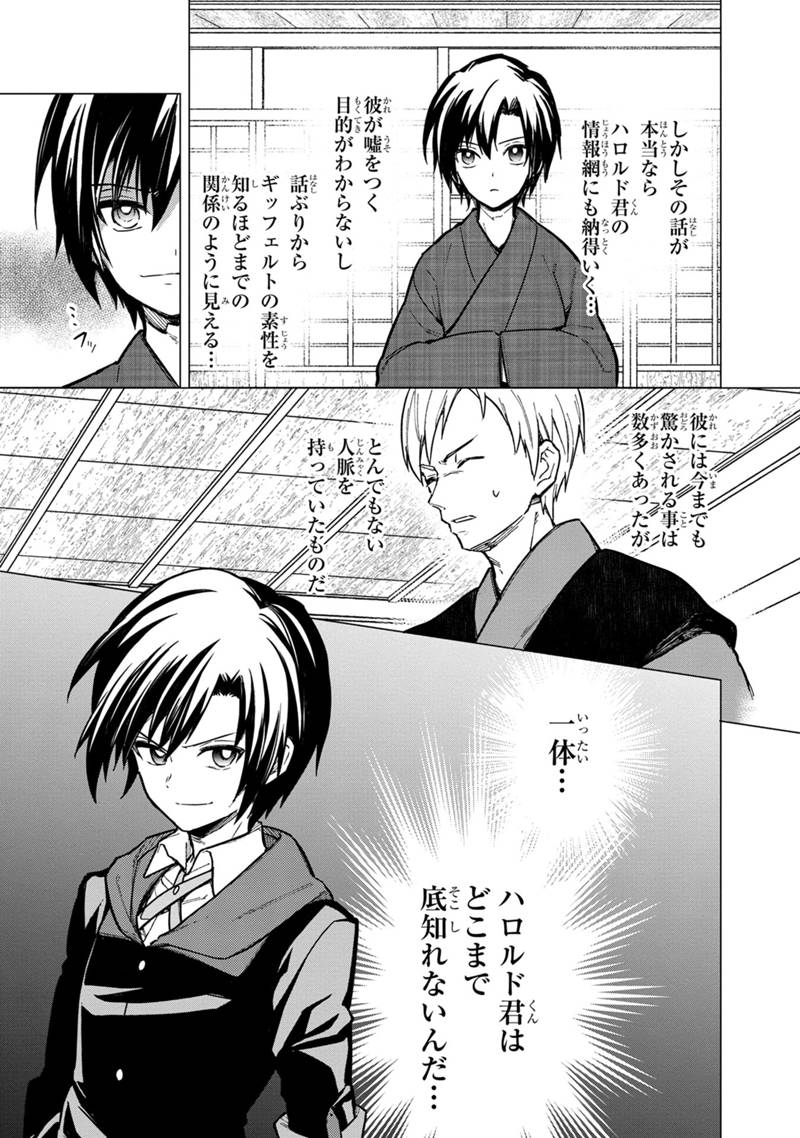 しかしその話が
本当なら
ハロルド君の
情報網にも納得いく…
彼が嘘をつく
目的がわからないし
話ぶりから
ギッフェルトの素性を
知るほどまでの
関係のように見える…
フッ
彼には今までも
驚かされる事は
数多くあったが
とんでもない
人脈を
持っていたものだ
一体…
ハロルド君は
どこまで
底知れないんだ…